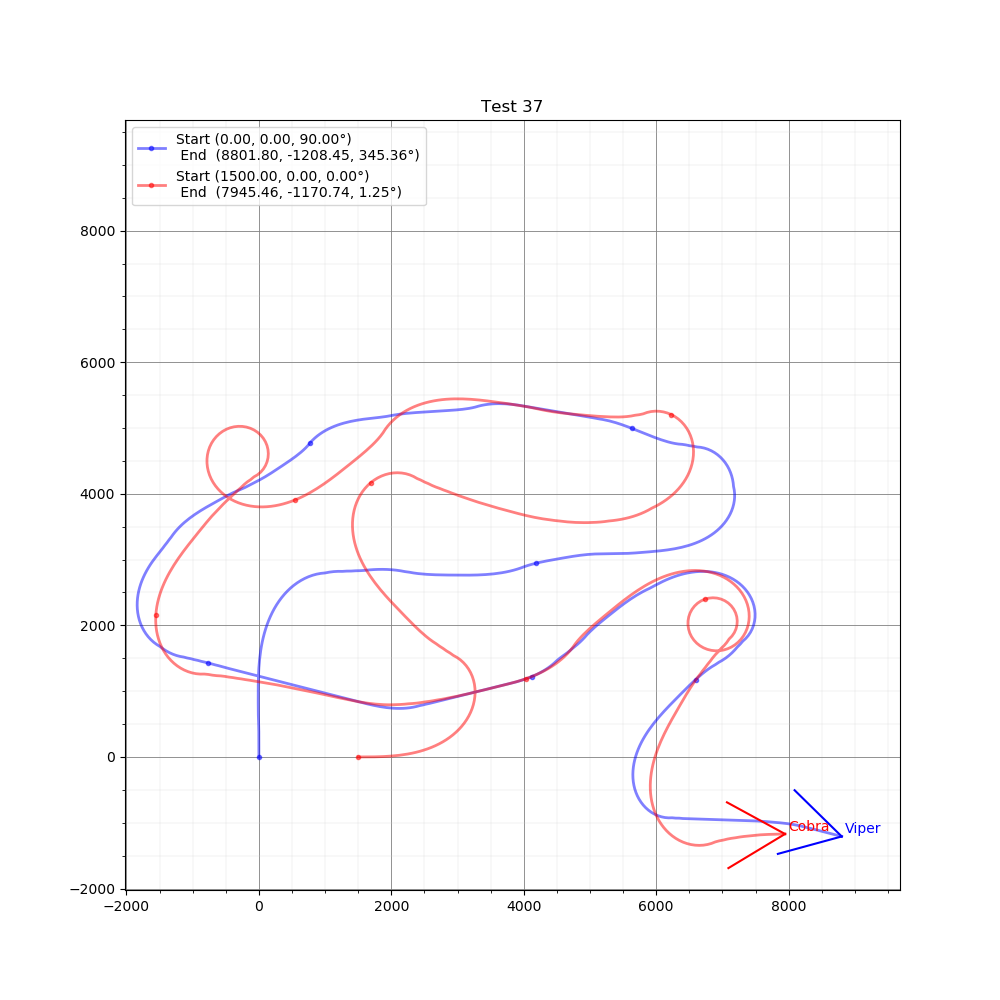 Test 37
Start (0.00, 0.00, 90.00°)
End (8801.80, -1208.45, 345.36°)
Start (1500.00, 0.00, 0.00°)
End (7945.46, -1170.74, 1.25°)
8000
6000
4000
2000
0
−2000
Cobra
Viper
−2000 0 2000 4000 6000 8000